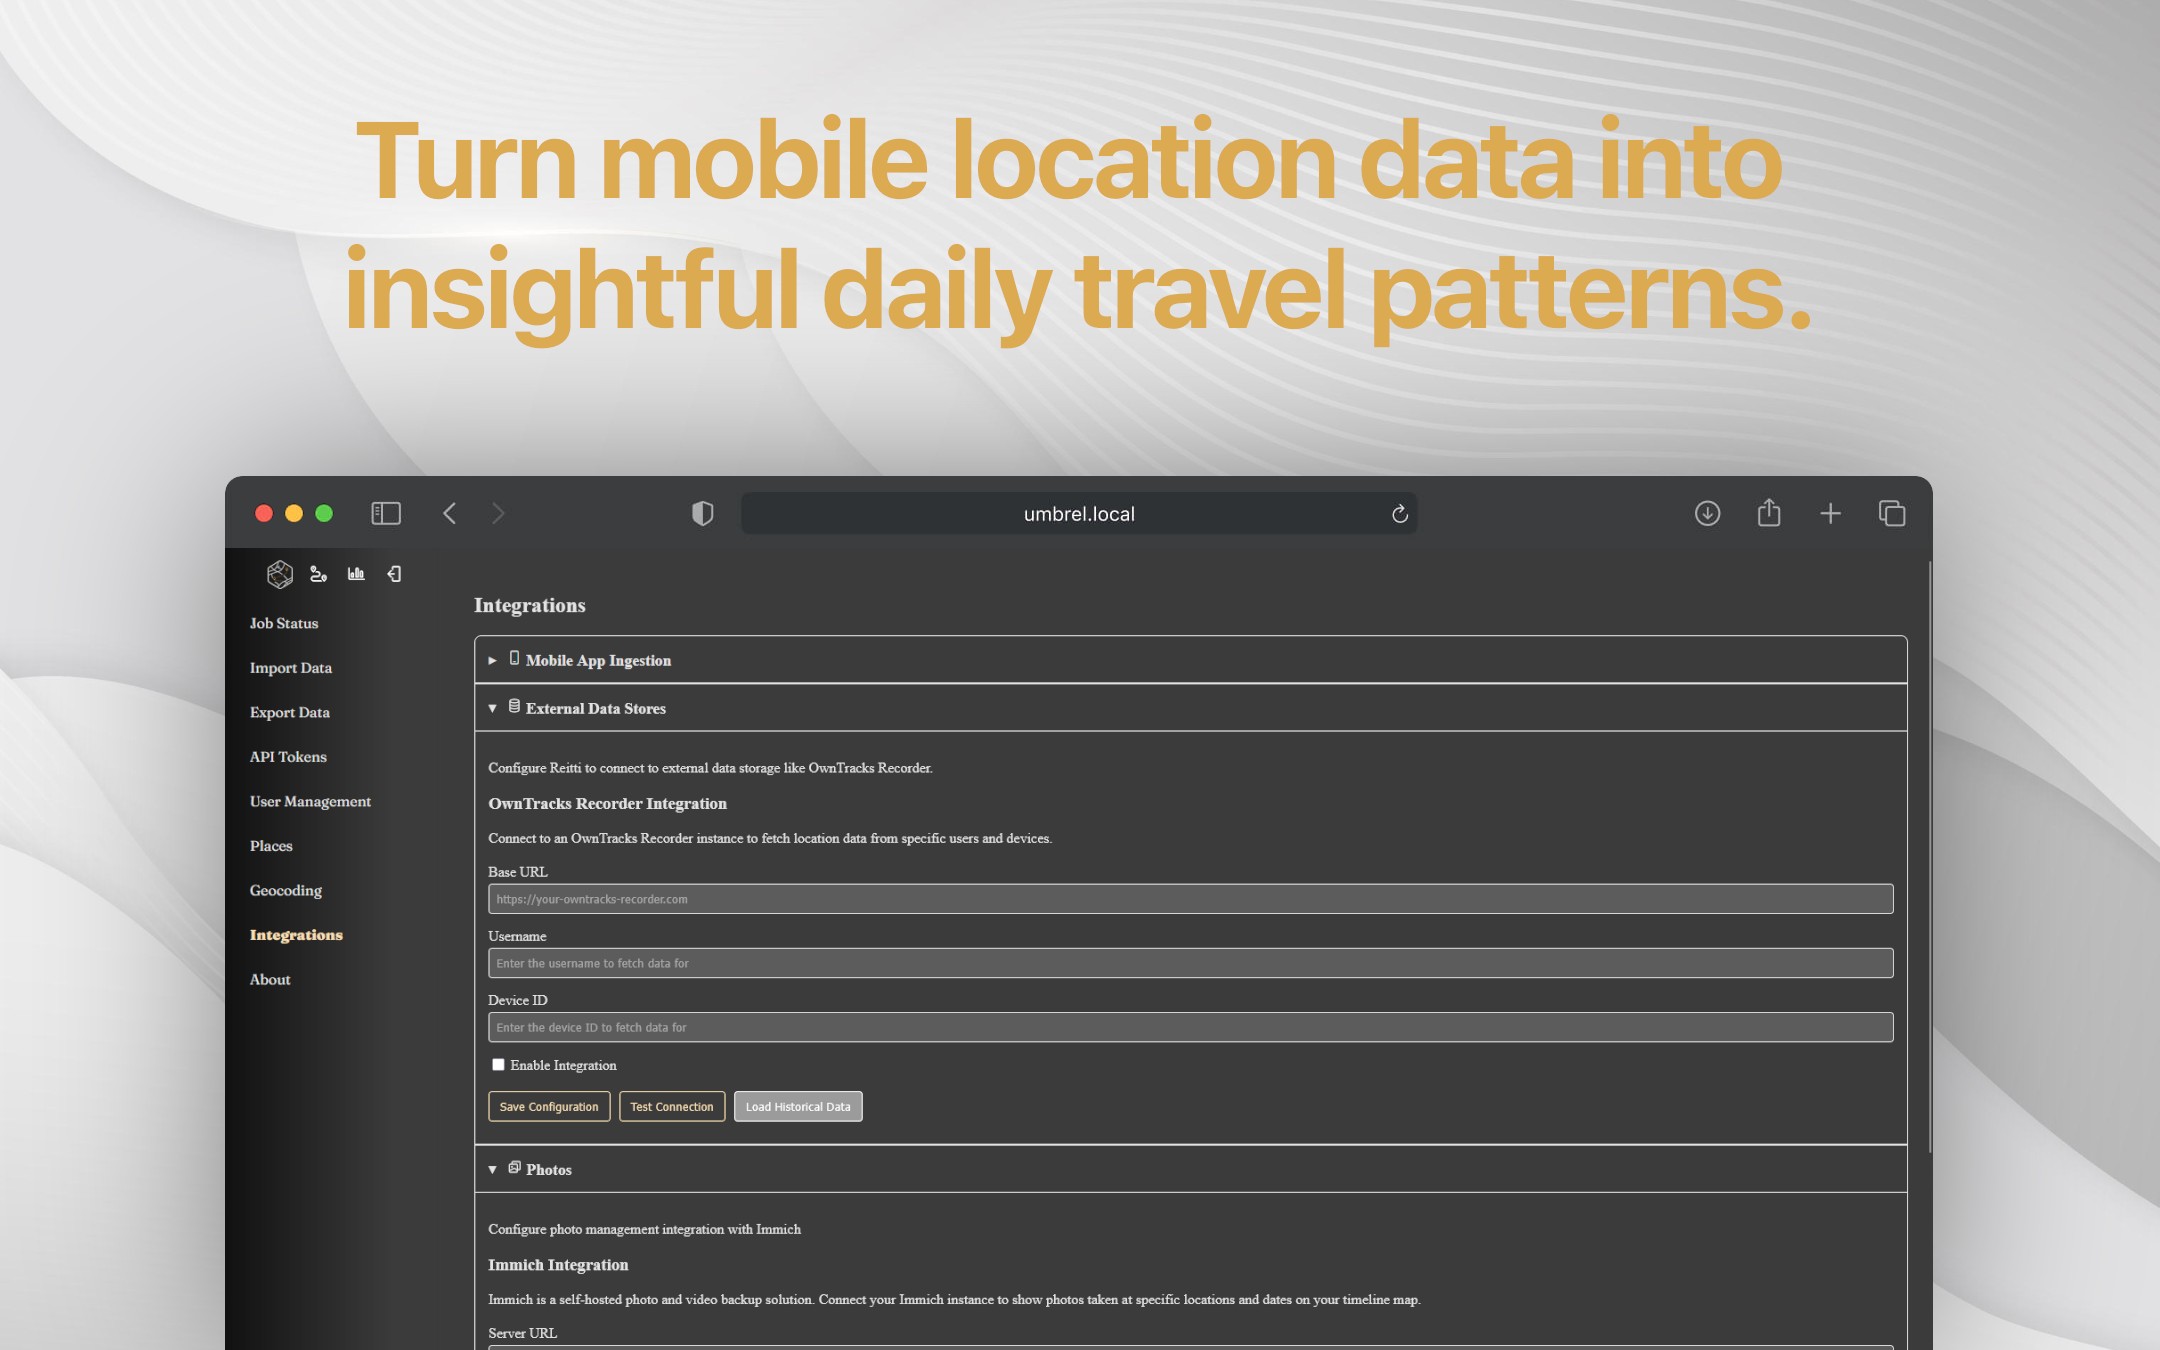 Turn mobile location data into
insightful daily travel patterns.
umbrel.local
Job Status
Import Data
Export Data
API Tokens
User Management
Places
Geocoding
Integrations
About
Integrations
Mobile App Ingestion
External Data Stores
Configure Reitti to connect to external data storage like OwnTracks Recorder.
OwnTracks Recorder Integration
Connect to an OwnTracks Recorder instance to fetch location data from specific users and devices.
Base URL
https://your-owntracks-recorder.com
Username
Enter the username to fetch data for
Device ID
Enter the device ID to fetch data for
Enable Integration
Save Configuration Test Connection Load Historical Data
Photos
Configure photo management integration with Immich
Immich Integration
Immich is a self-hosted photo and video backup solution. Connect your Immich instance to show photos taken at specific locations and dates on your timeline map.
Server URL